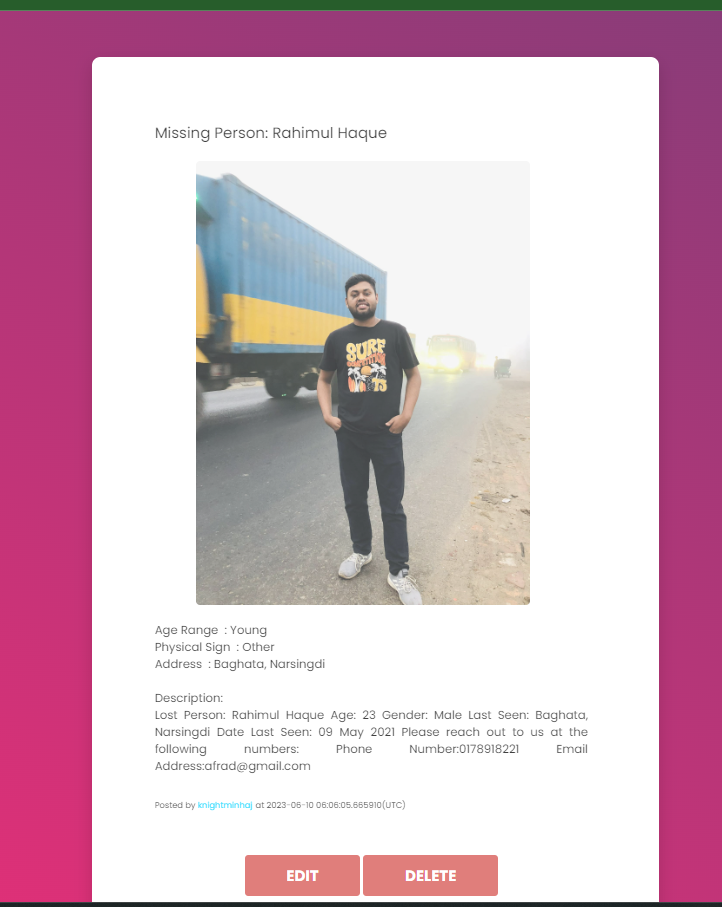 Missing Person: Rahimul Haque
SURF
COMPETITION
75
Age Range : Young
Physical Sign : Other
Address : Baghata, Narsingdi
Description:
Lost Person: Rahimul Haque Age: 23 Gender: Male Last Seen: Baghata,
Narsingdi Date Last Seen: 09 May 2021 Please reach out to us at the
following numbers: Phone Number:0178918221 Email
Address:afrad@gmail.com
Posted by knightminhaj at 2023-06-10 06:06:05.665910(UTC)
EDIT DELETE